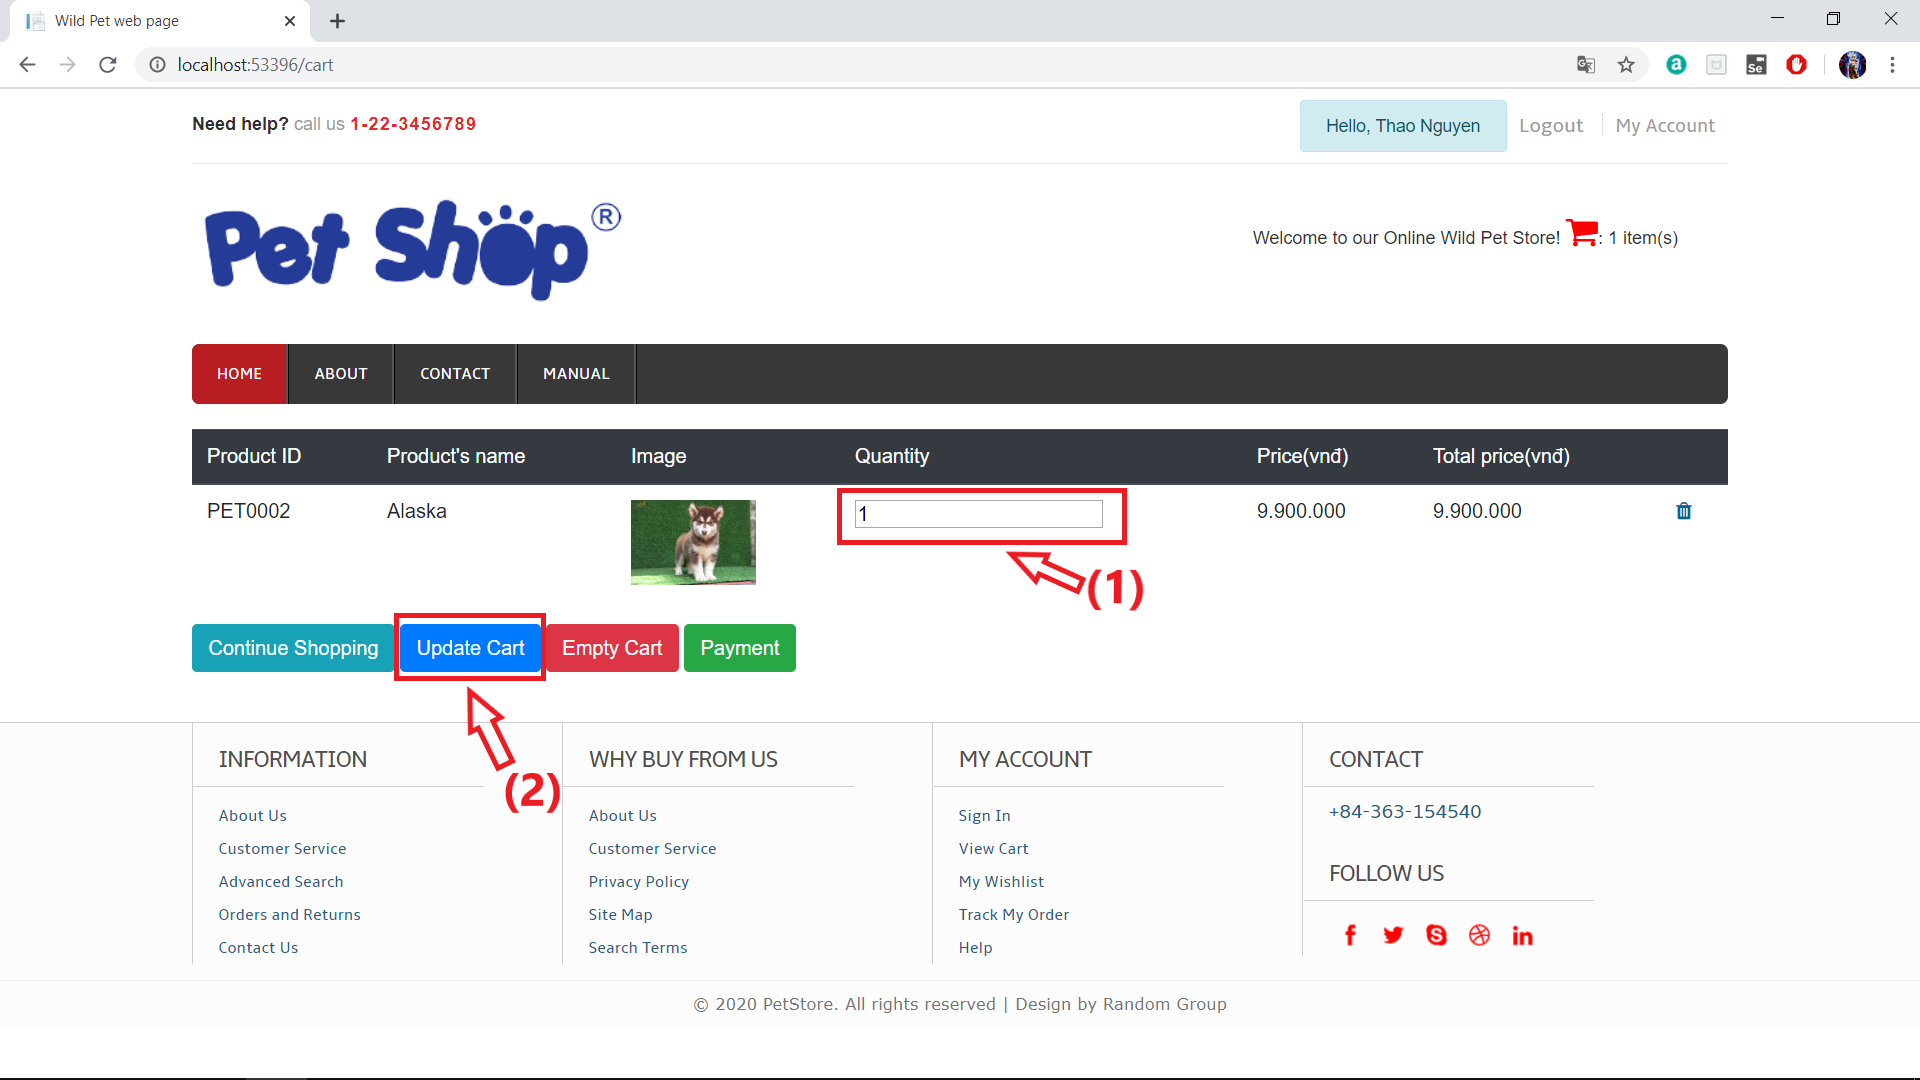 Wild Pet web page
localhost:53396/cart
Need help? call us 1-22-3456789
Hello, Thao Nguyen Logout My Account
Pet Shop ®
Welcome to our Online Wild Pet Store! : 1 item(s)
HOME ABOUT CONTACT MANUAL
Product ID Product's name Image Quantity Price(vnđ) Total price(vnđ)
PET0002 Alaska 1 9.900.000 9.900.000
(1)
Continue Shopping Update Cart Empty Cart Payment
(2)
INFORMATION
About Us
Customer Service
Advanced Search
Orders and Returns
Contact Us
WHY BUY FROM US
About Us
Customer Service
Privacy Policy
Site Map
Search Terms
MY ACCOUNT
Sign In
View Cart
My Wishlist
Track My Order
Help
CONTACT
+84-363-154540
FOLLOW US
© 2020 PetStore. All rights reserved | Design by Random Group